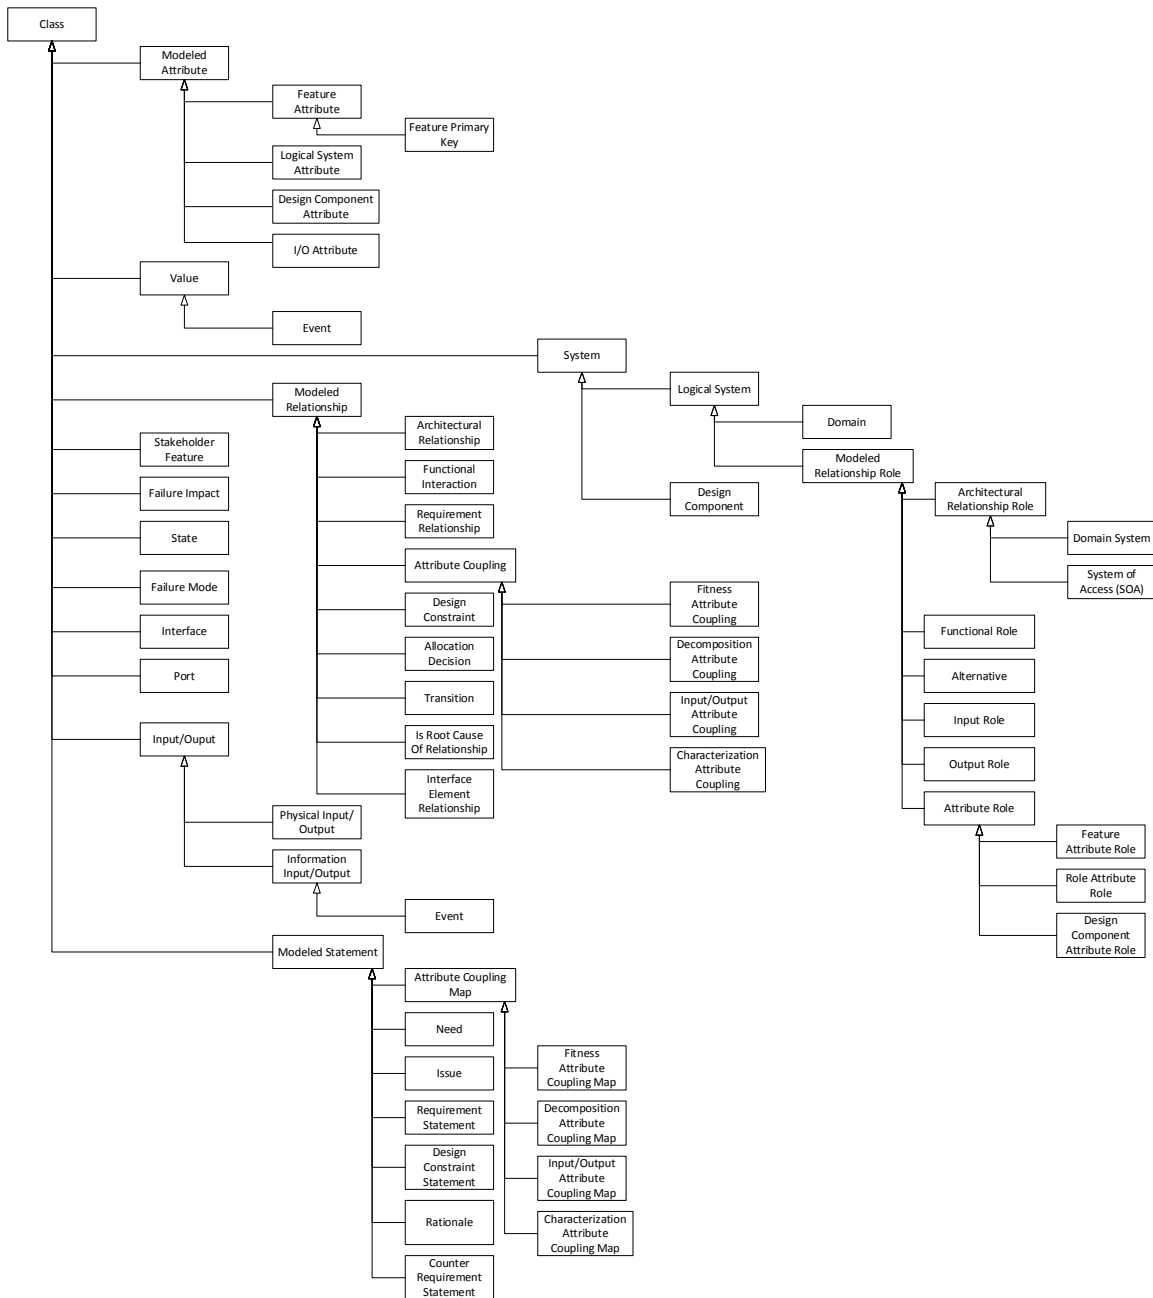 Class
Modeled
Attribute
Feature
Attribute
Feature Primary
Key
Logical System
Attribute
Design Component
Attribute
I/O Attribute
Value
Event
System
Logical System
Domain
Modeled
Relationship Role
Design
Component
Architectural
Relationship Role
Domain System
System of
Access (SOA)
Functional Role
Alternative
Input Role
Output Role
Attribute Role
Feature
Attribute Role
Role Attribute
Role
Design
Component
Attribute Role
Modeled
Relationship
Architectural
Relationship
Functional
Interaction
Requirement
Relationship
Attribute Coupling
Fitness
Attribute
Coupling
Decomposition
Attribute
Coupling
Input/Output
Attribute
Coupling
Characterization
Attribute
Coupling
Design
Constraint
Allocation
Decision
Transition
Is Root Cause
Of Relationship
Interface
Element
Relationship
Stakeholder
Feature
Failure Impact
State
Failure Mode
Interface
Port
Input/Ouput
Physical Input/
Output
Information
Input/Output
Event
Modeled Statement
Attribute Coupling
Map
Fitness
Attribute
Coupling Map
Decomposition
Attribute
Coupling Map
Input/Output
Attribute
Coupling Map
Characterization
Attribute
Coupling Map
Need
Issue
Requirement
Statement
Design
Constraint
Statement
Rationale
Counter
Requirement
Statement